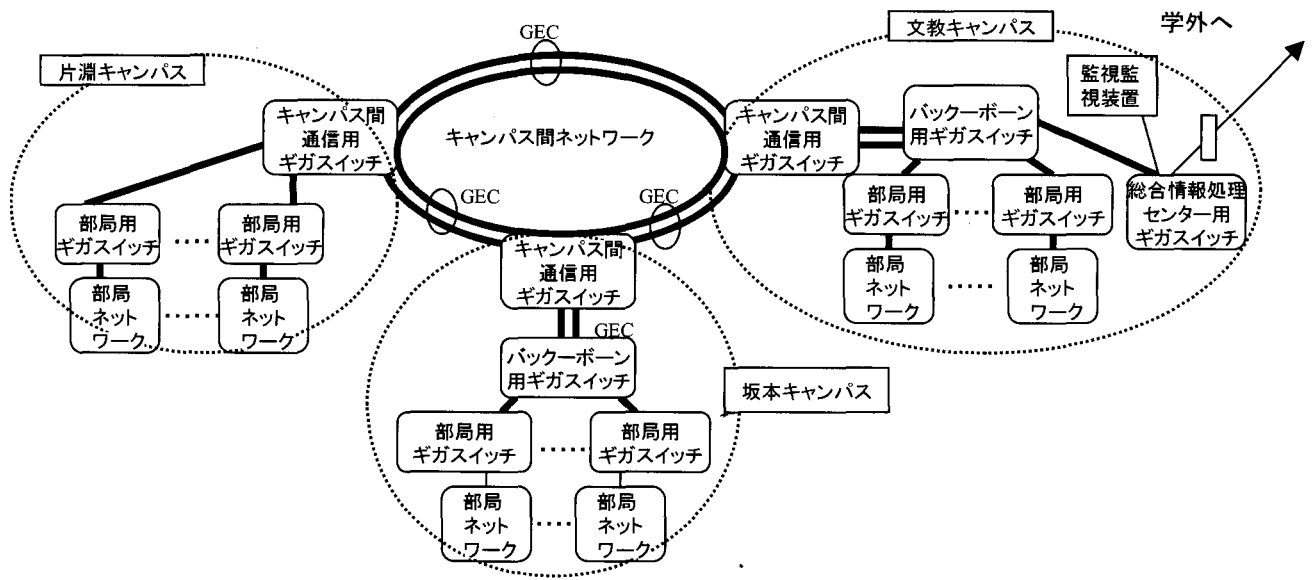 GEC
学外へ
文教キャンパス
片淵キャンパス
監視監
視装置
キャンパス間
通信用
ギガスイッチ
キャンパス間ネットワーク
キャンパス間
通信用
ギガスイッチ
バックーボーン
用ギガスイッチ
GEC
GEC
部局用
ギガスイッチ
部局用
ギガスイッチ
部局用
ギガスイッチ
部局用
ギガスイッチ
総合情報処理
センター用
ギガスイッチ
キャンパス間
通信用
ギガスイッチ
部局
ネット
ワーク
部局
ネット
ワーク
部局
ネット
ワーク
部局
ネット
ワーク
GEC
バックーボーン
用ギガスイッチ
坂本キャンパス
部局用
ギガスイッチ
部局用
ギガスイッチ
部局
ネット
ワーク
部局
ネット
ワーク